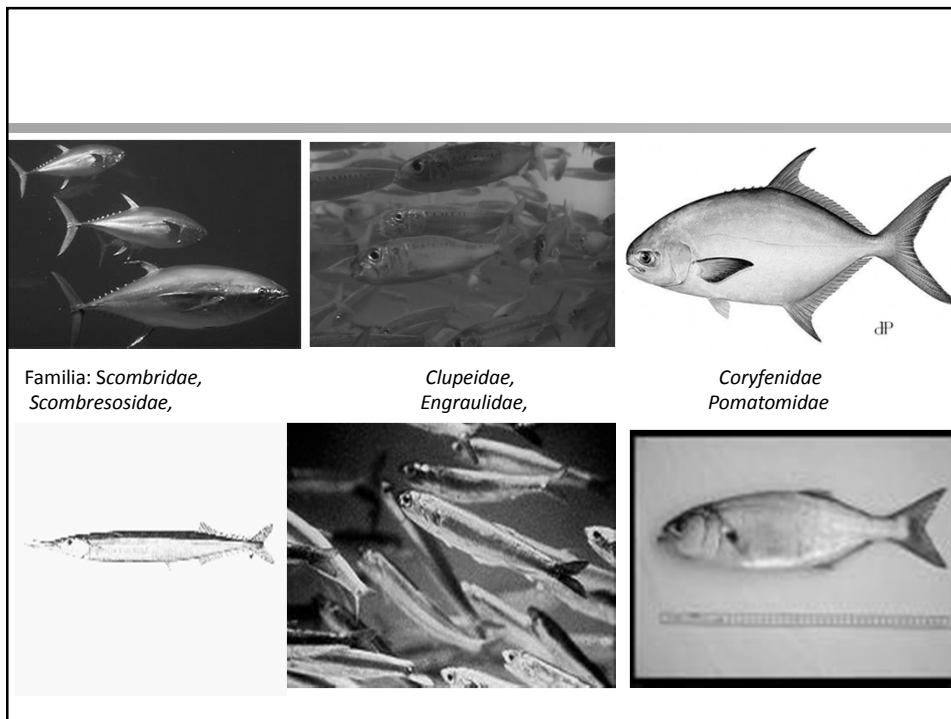 Familia: Scombridae,
Scombresosidae,
Clupeidae,
Engraulidae,
Coryfenidae
Pomatomidae
dP